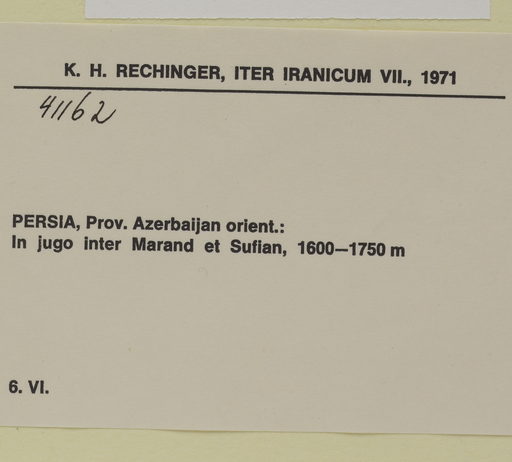 K. H. RECHINGER, ITER IRANICUM VII., 1971
41162
PERSIA, Prov. Azerbaijan orient.:
In jugo inter Marand et Sufian, 1600—1750 m
6. VI.